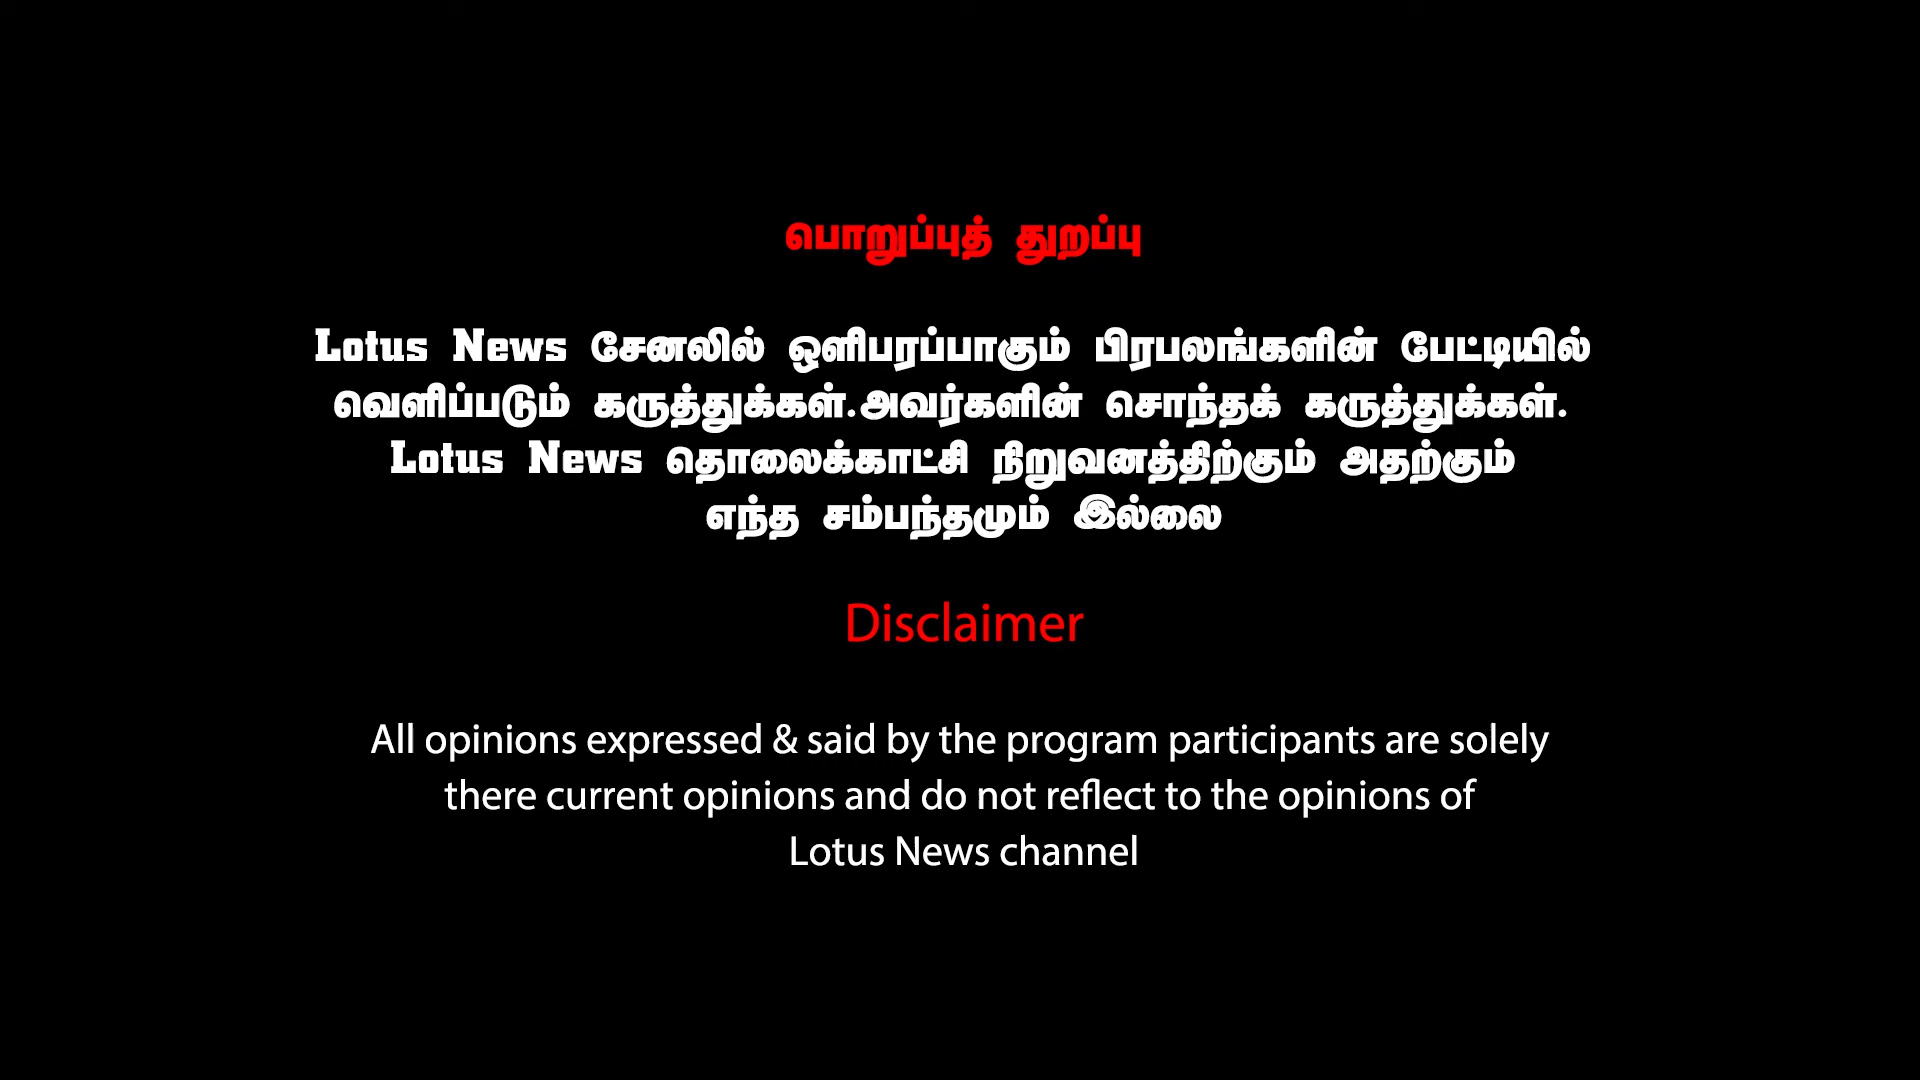 பொறுப்புத் துறப்பு
Lotus News சேனலில் ஒளிபரப்பாகும் பிரபலங்களின் பேட்டியில்
வெளிப்படும் கருத்துக்கள்.அவர்களின் சொந்தக் கருத்துக்கள்.
Lotus News தொலைக்காட்சி நிறுவனத்திற்கும் அதற்கும்
எந்த சம்பந்தமும் இல்லை
Disclaimer
All opinions expressed & said by the program participants are solely
there current opinions and do not reflect to the opinions of
Lotus News channel